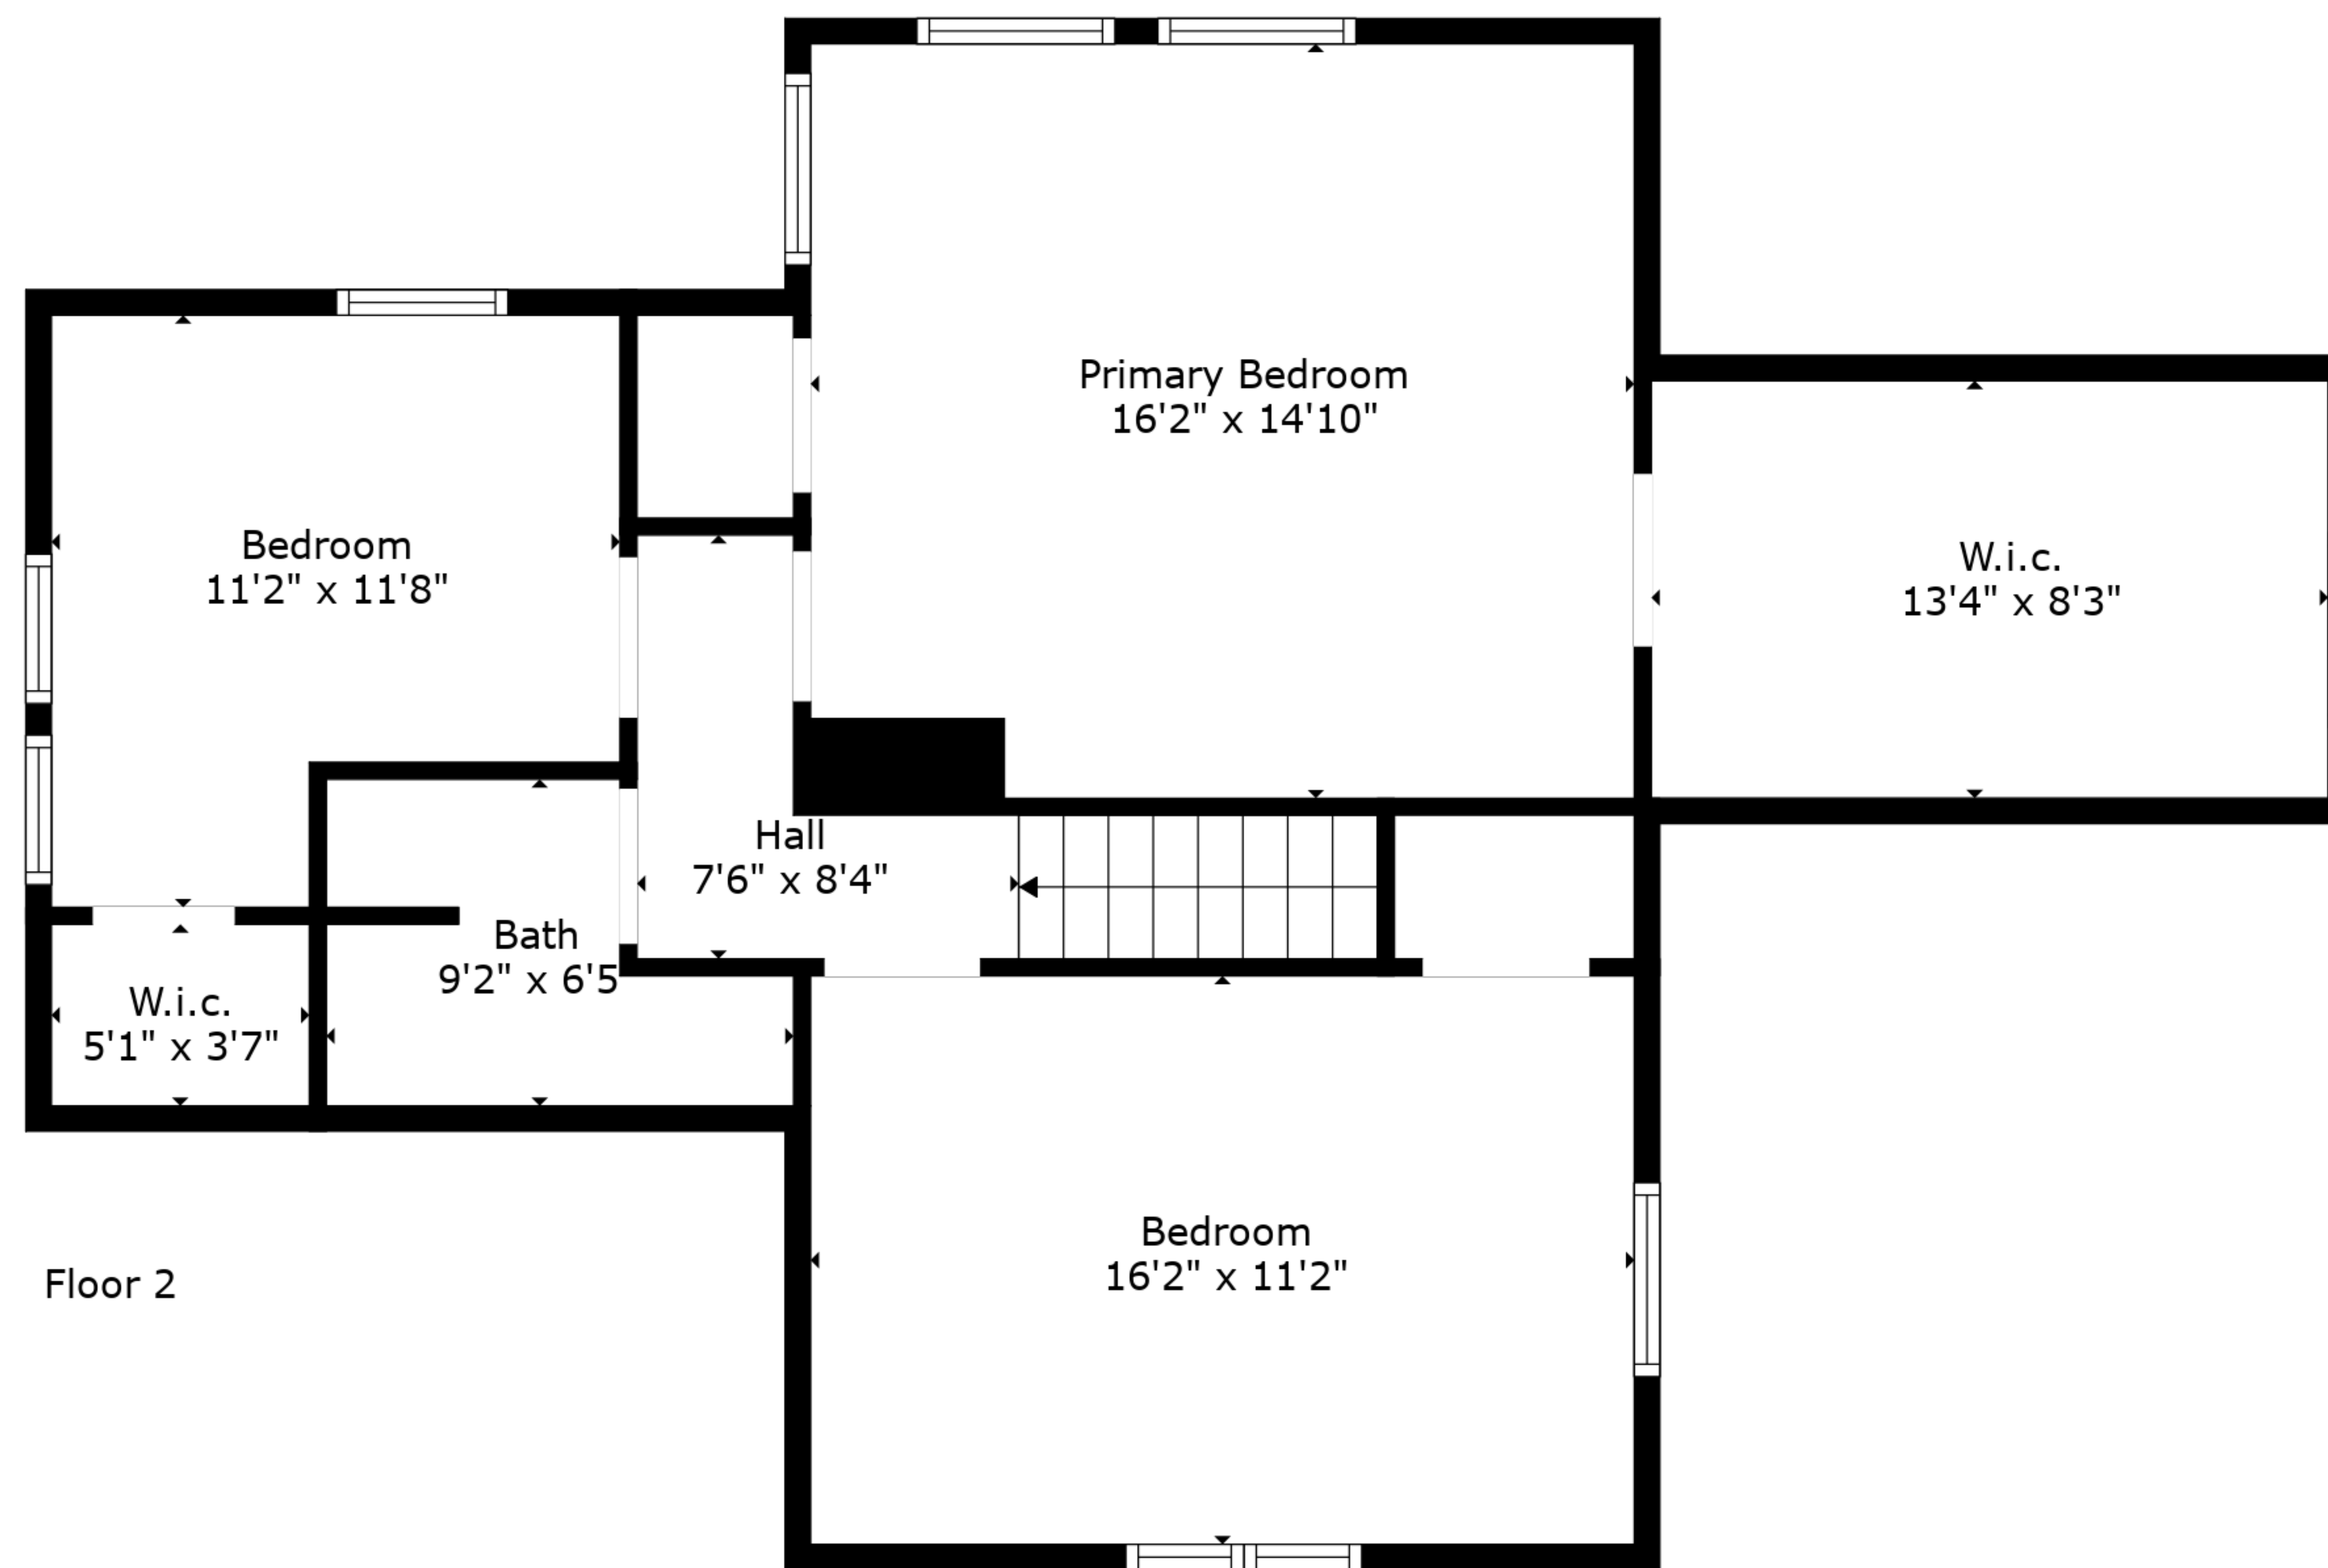 Primary Bedroom
16'2" x 14'10"
Bedroom
11'2" x 11'8"
W.i.c.
13'4" x 8'3"
Hall
7'6" x 8'4"
Bath
9'2" x 6'5
W.i.c.
5'1" x 3'7"
Bedroom
16'2" x 11'2"
Floor 2